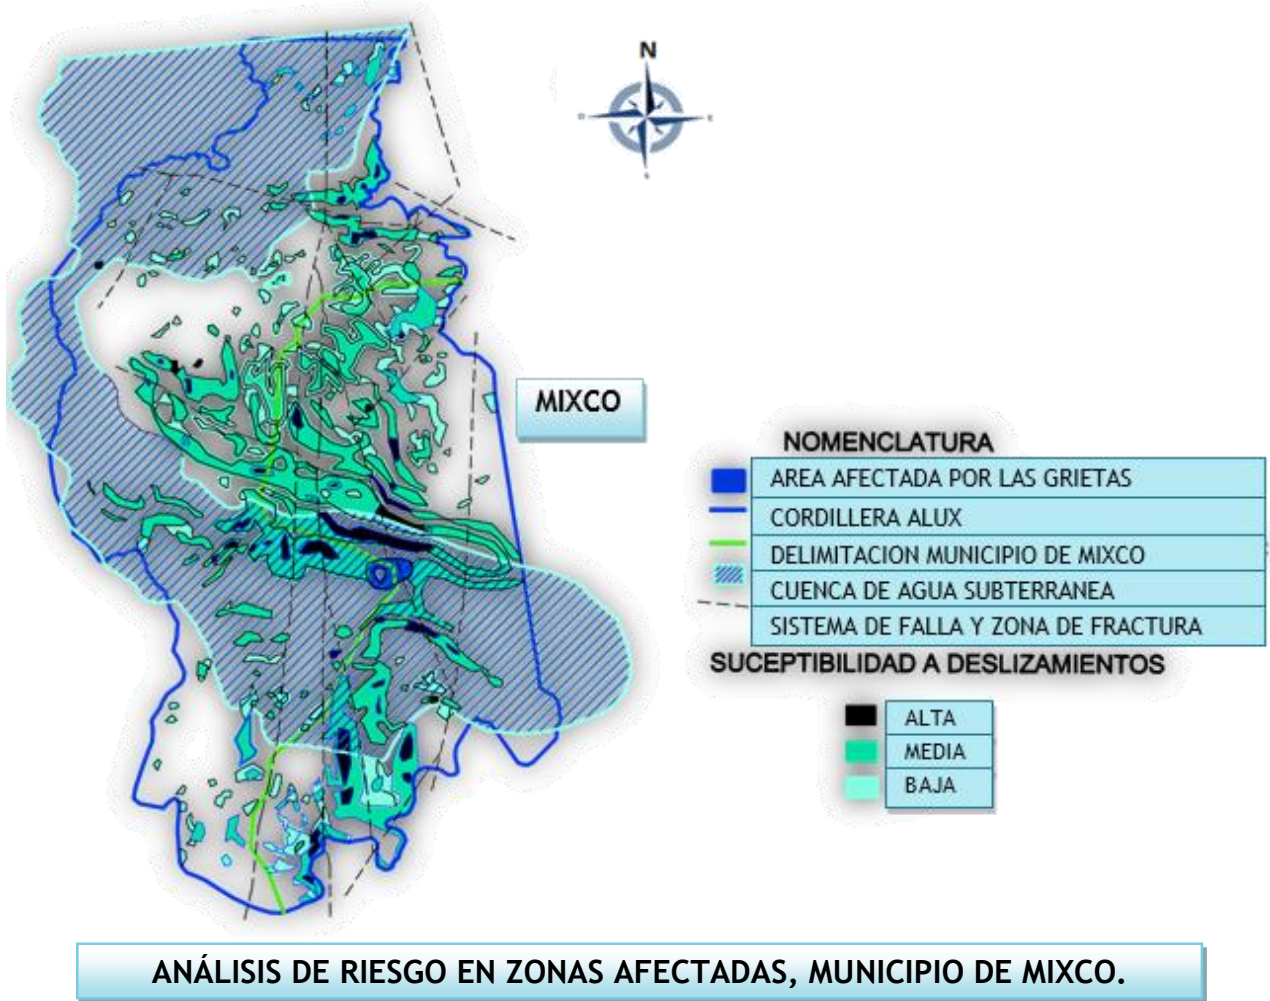 N
MIXCO
NOMENCLATURA
AREA AFECTADA POR LAS GRIETAS
CORDILLERA ALUX
DELIMITACION MUNICIPIO DE MIXCO
CUENCA DE AGUA SUBTERRANEA
SISTEMA DE FALLA Y ZONA DE FRACTURA
SUCEPTIBILIDAD A DESLIZAMIENTOS
ALTA
MEDIA
BAJA
ANÁLISIS DE RIESGO EN ZONAS AFECTADAS, MUNICIPIO DE MIXCO.